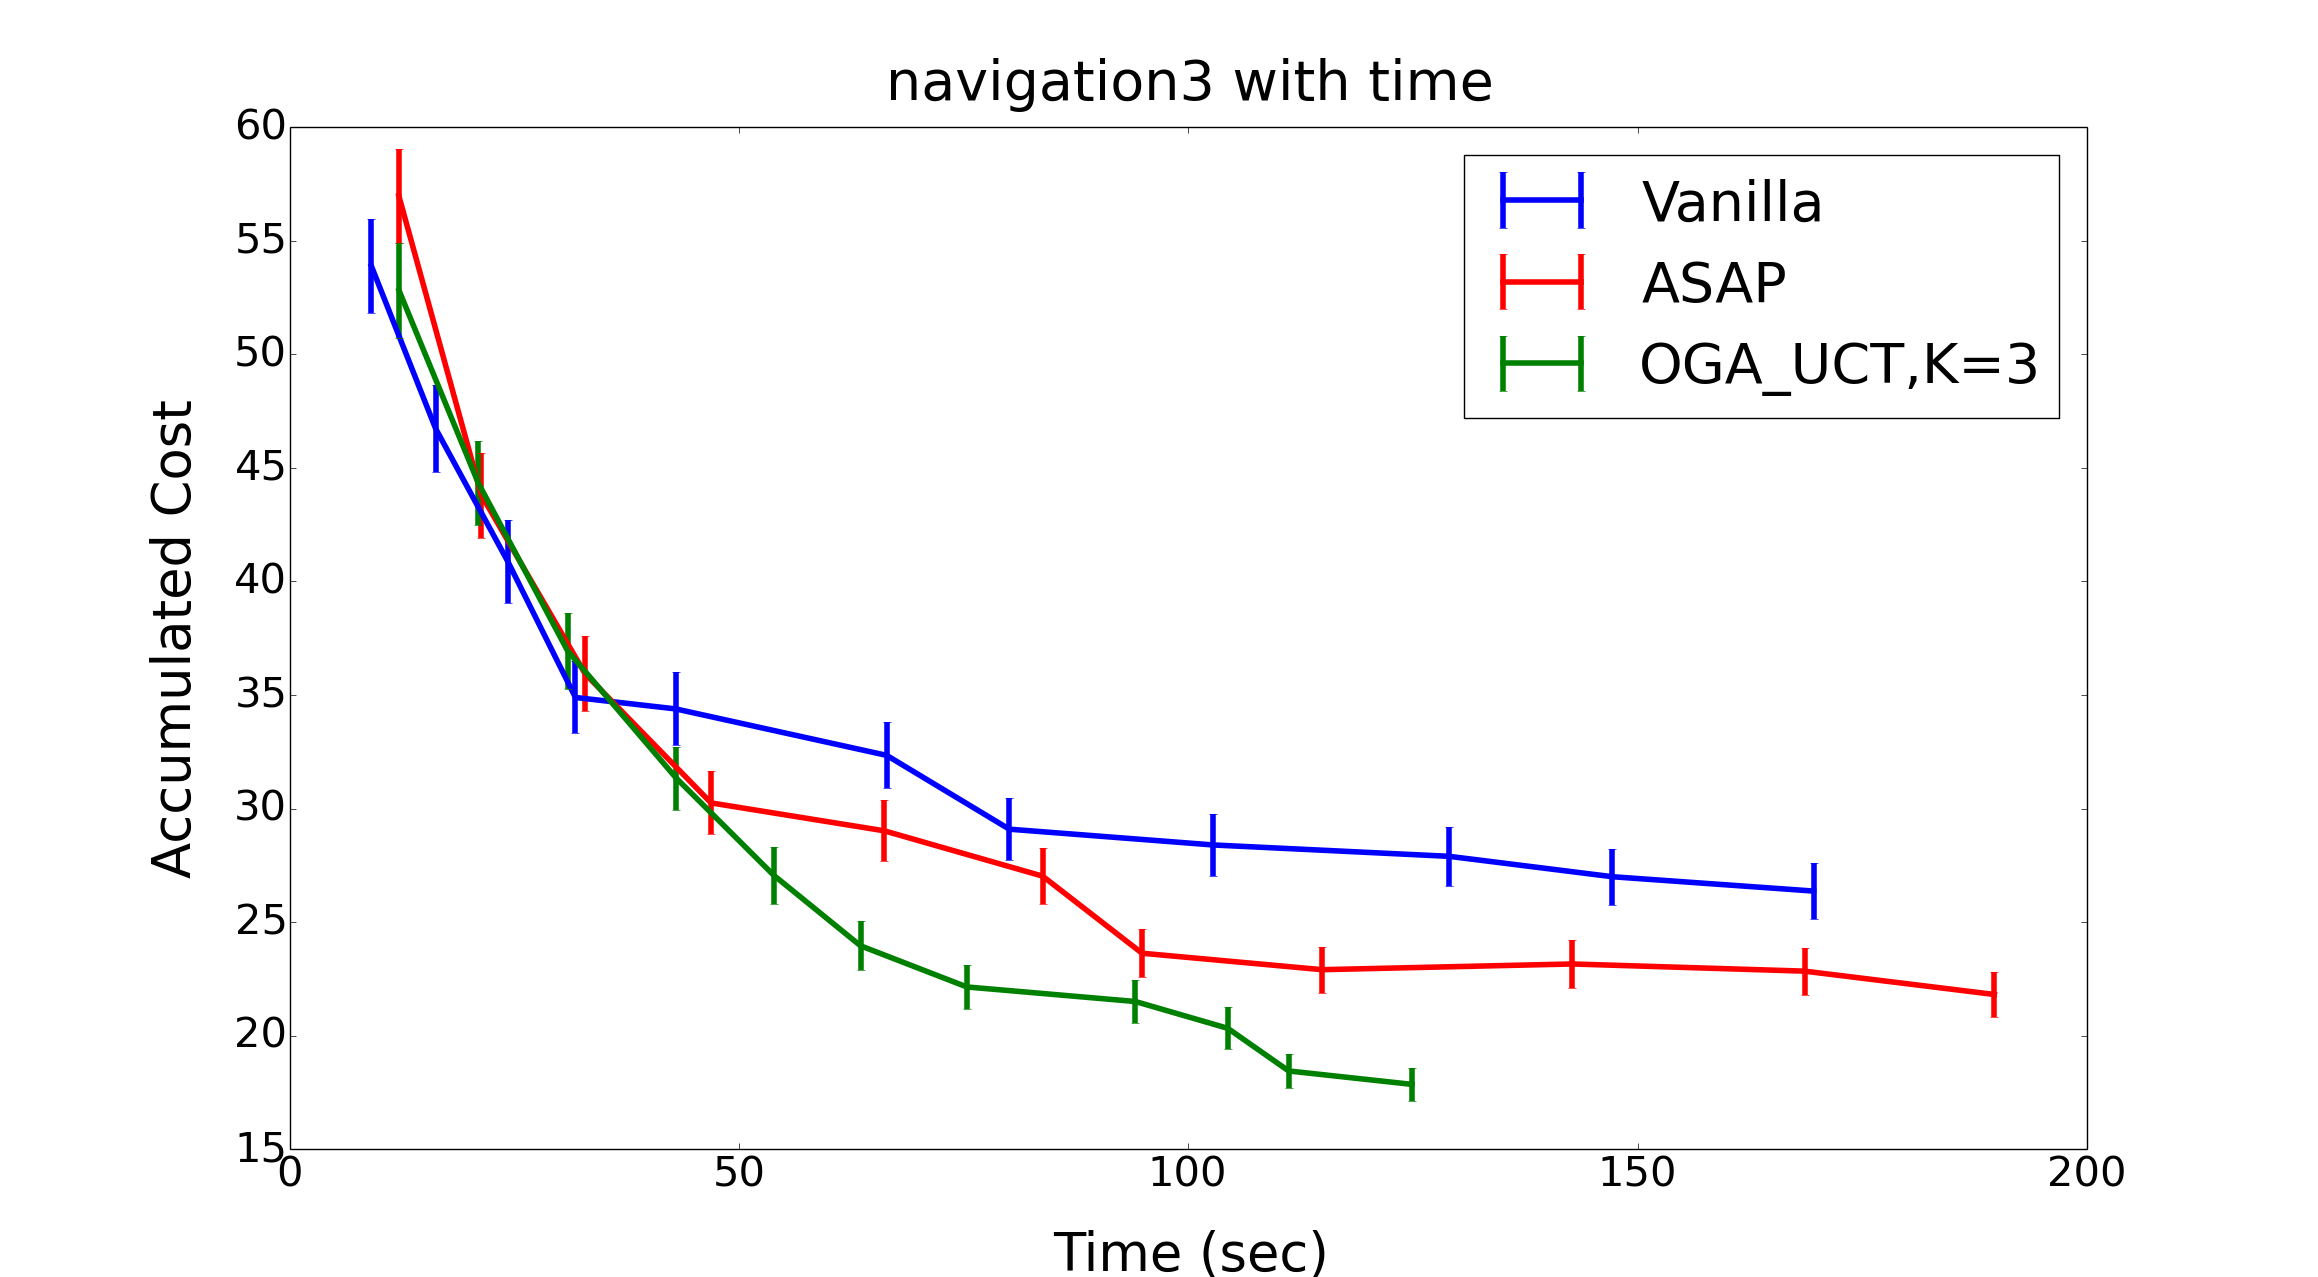 navigation3 with time
60
55
50
45
40
35
30
25
20
15
0 50 100 150 200
Accumulated Cost
Time (sec)
Vanilla
ASAP
OGA_UCT,K=3